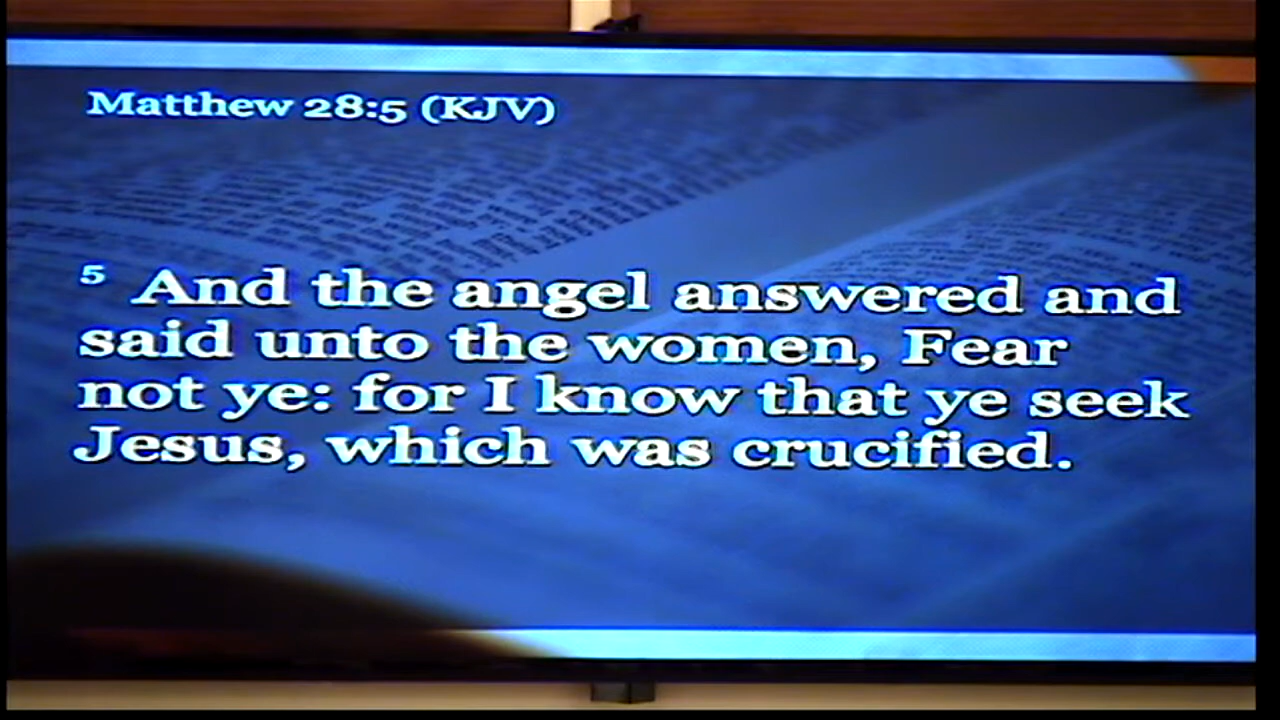 Matthew 28:5 (KJV)
5 And the angel answered and
said unto the women, Fear
not ye: for I know that ye seek
Jesus, which was crucified.